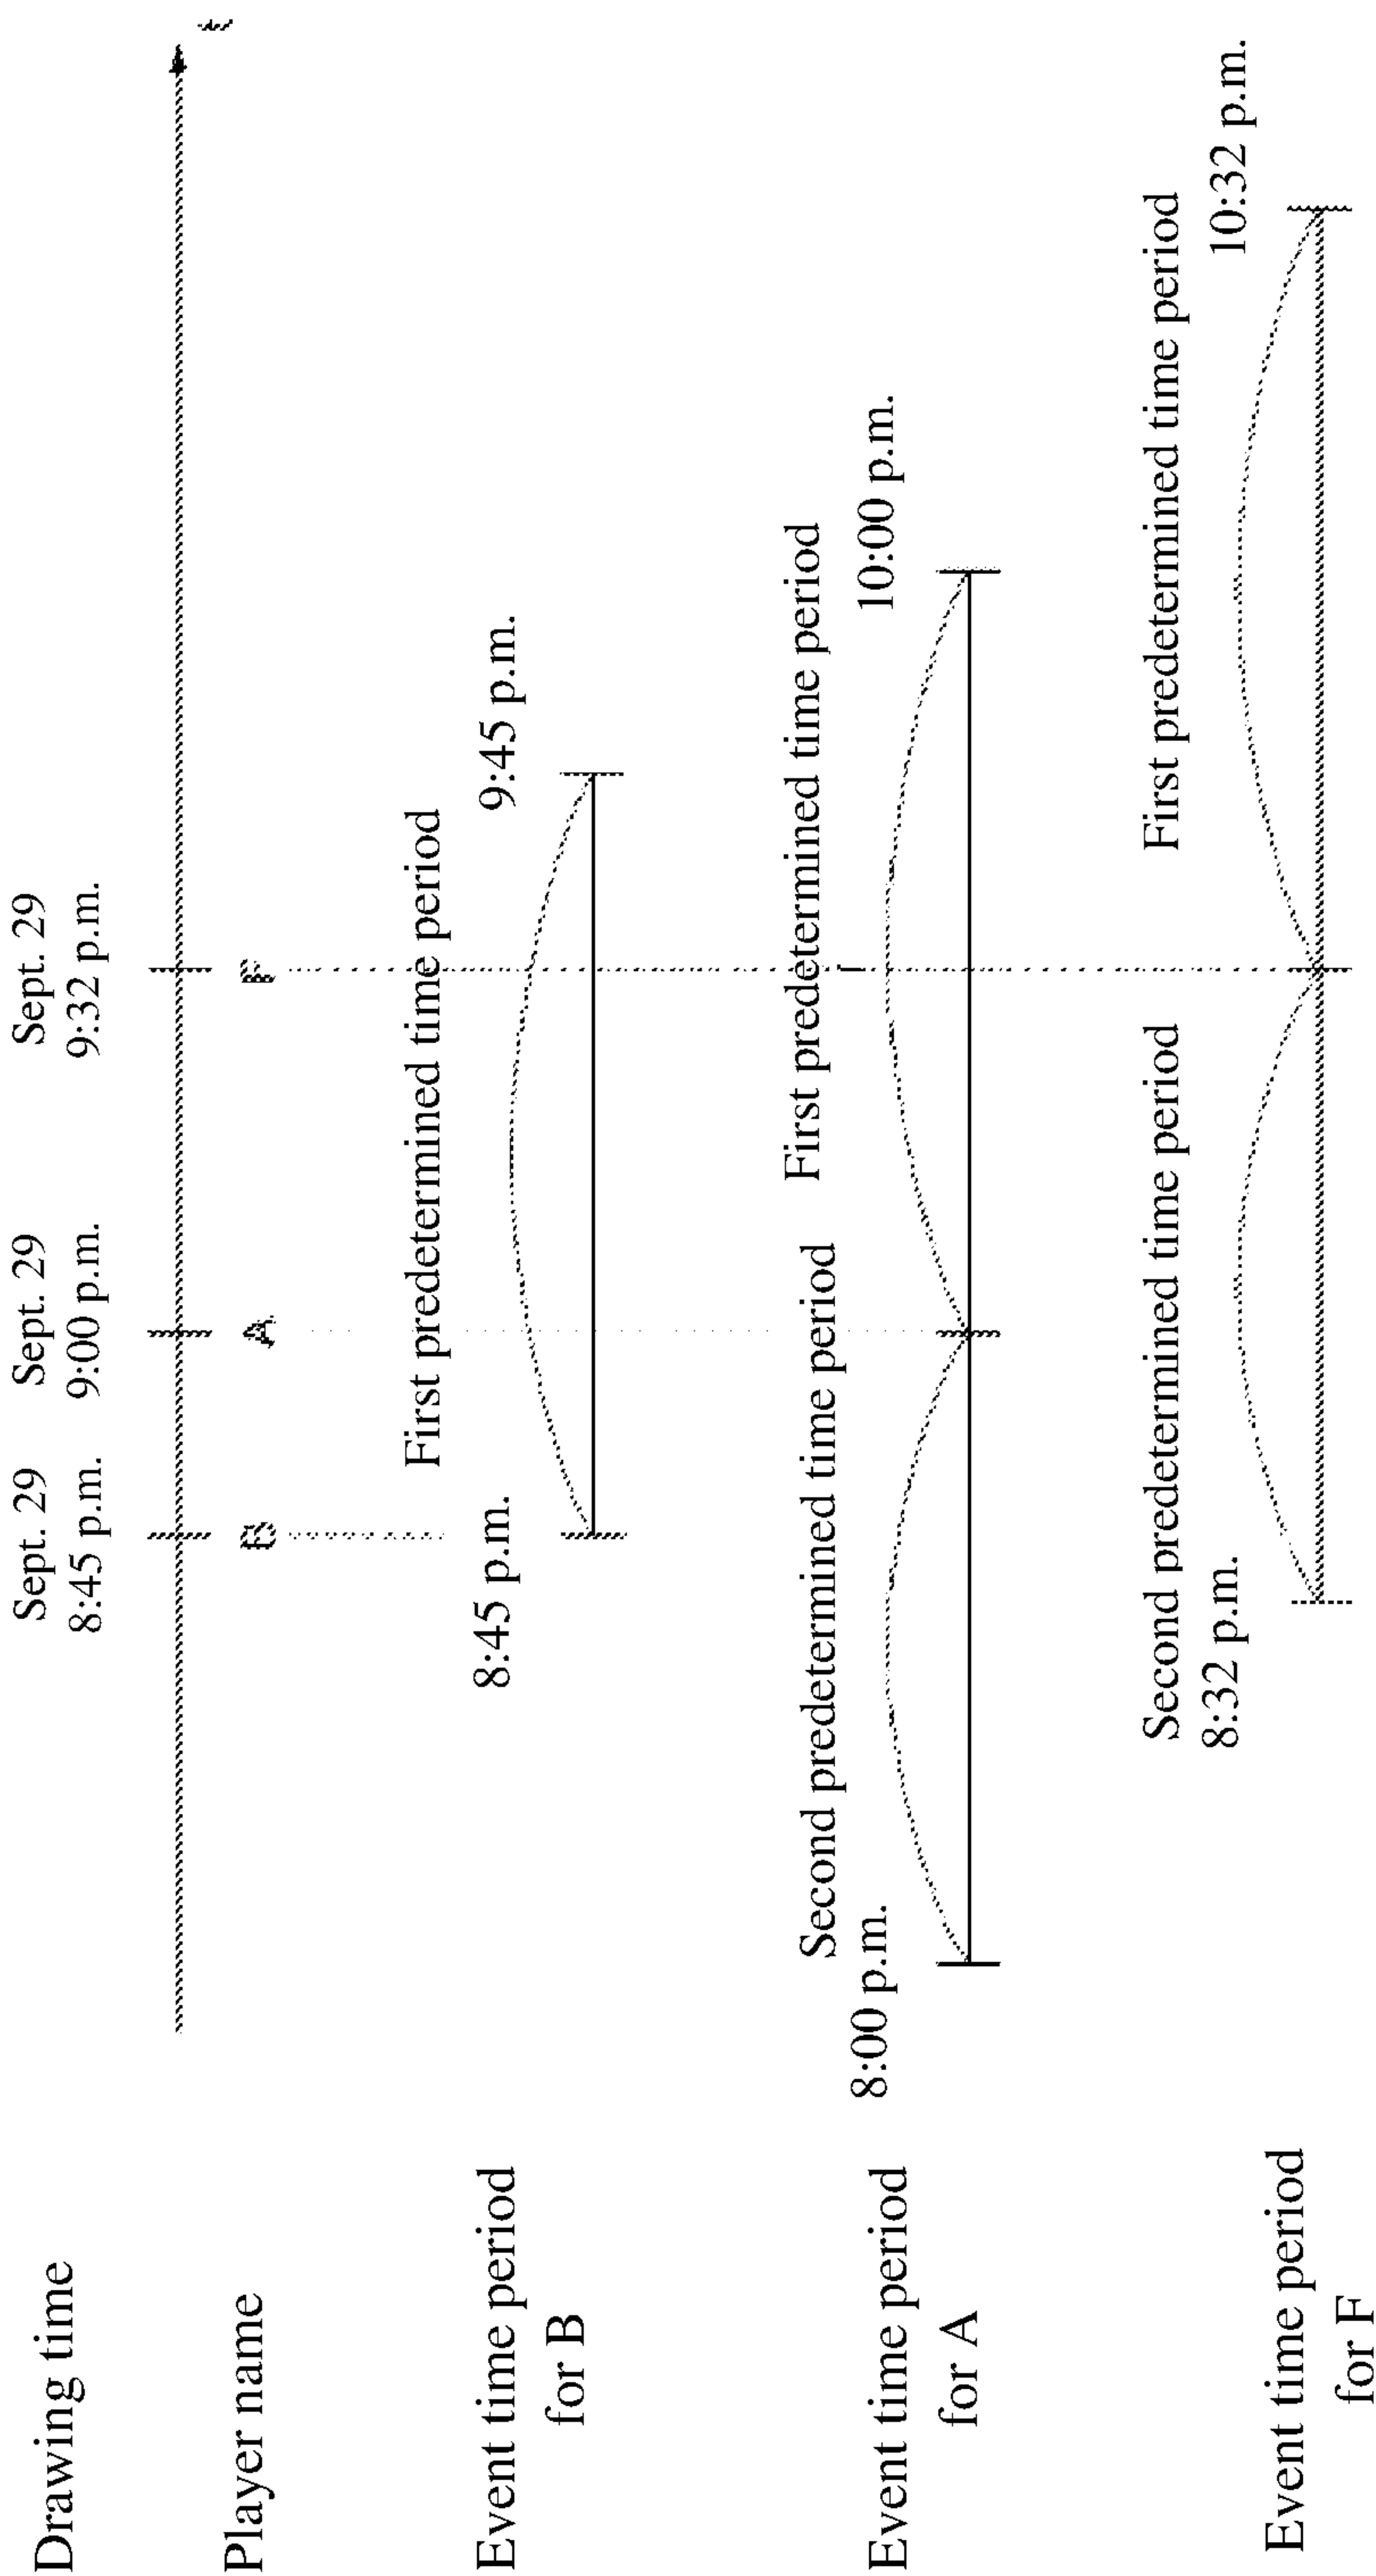 Drawing time
Sept. 29
8:45 p.m.
Sept. 29
9:00 p.m.
Sept. 29
9:32 p.m.
t
Player name
B
A
F
Event time period
for B
First predetermined time period
8:45 p.m.
9:45 p.m.
Event time period
for A
Second predetermined time period
First predetermined time period
8:00 p.m.
10:00 p.m.
Event time period
for F
Second predetermined time period
First predetermined time period
8:32 p.m.
10:32 p.m.